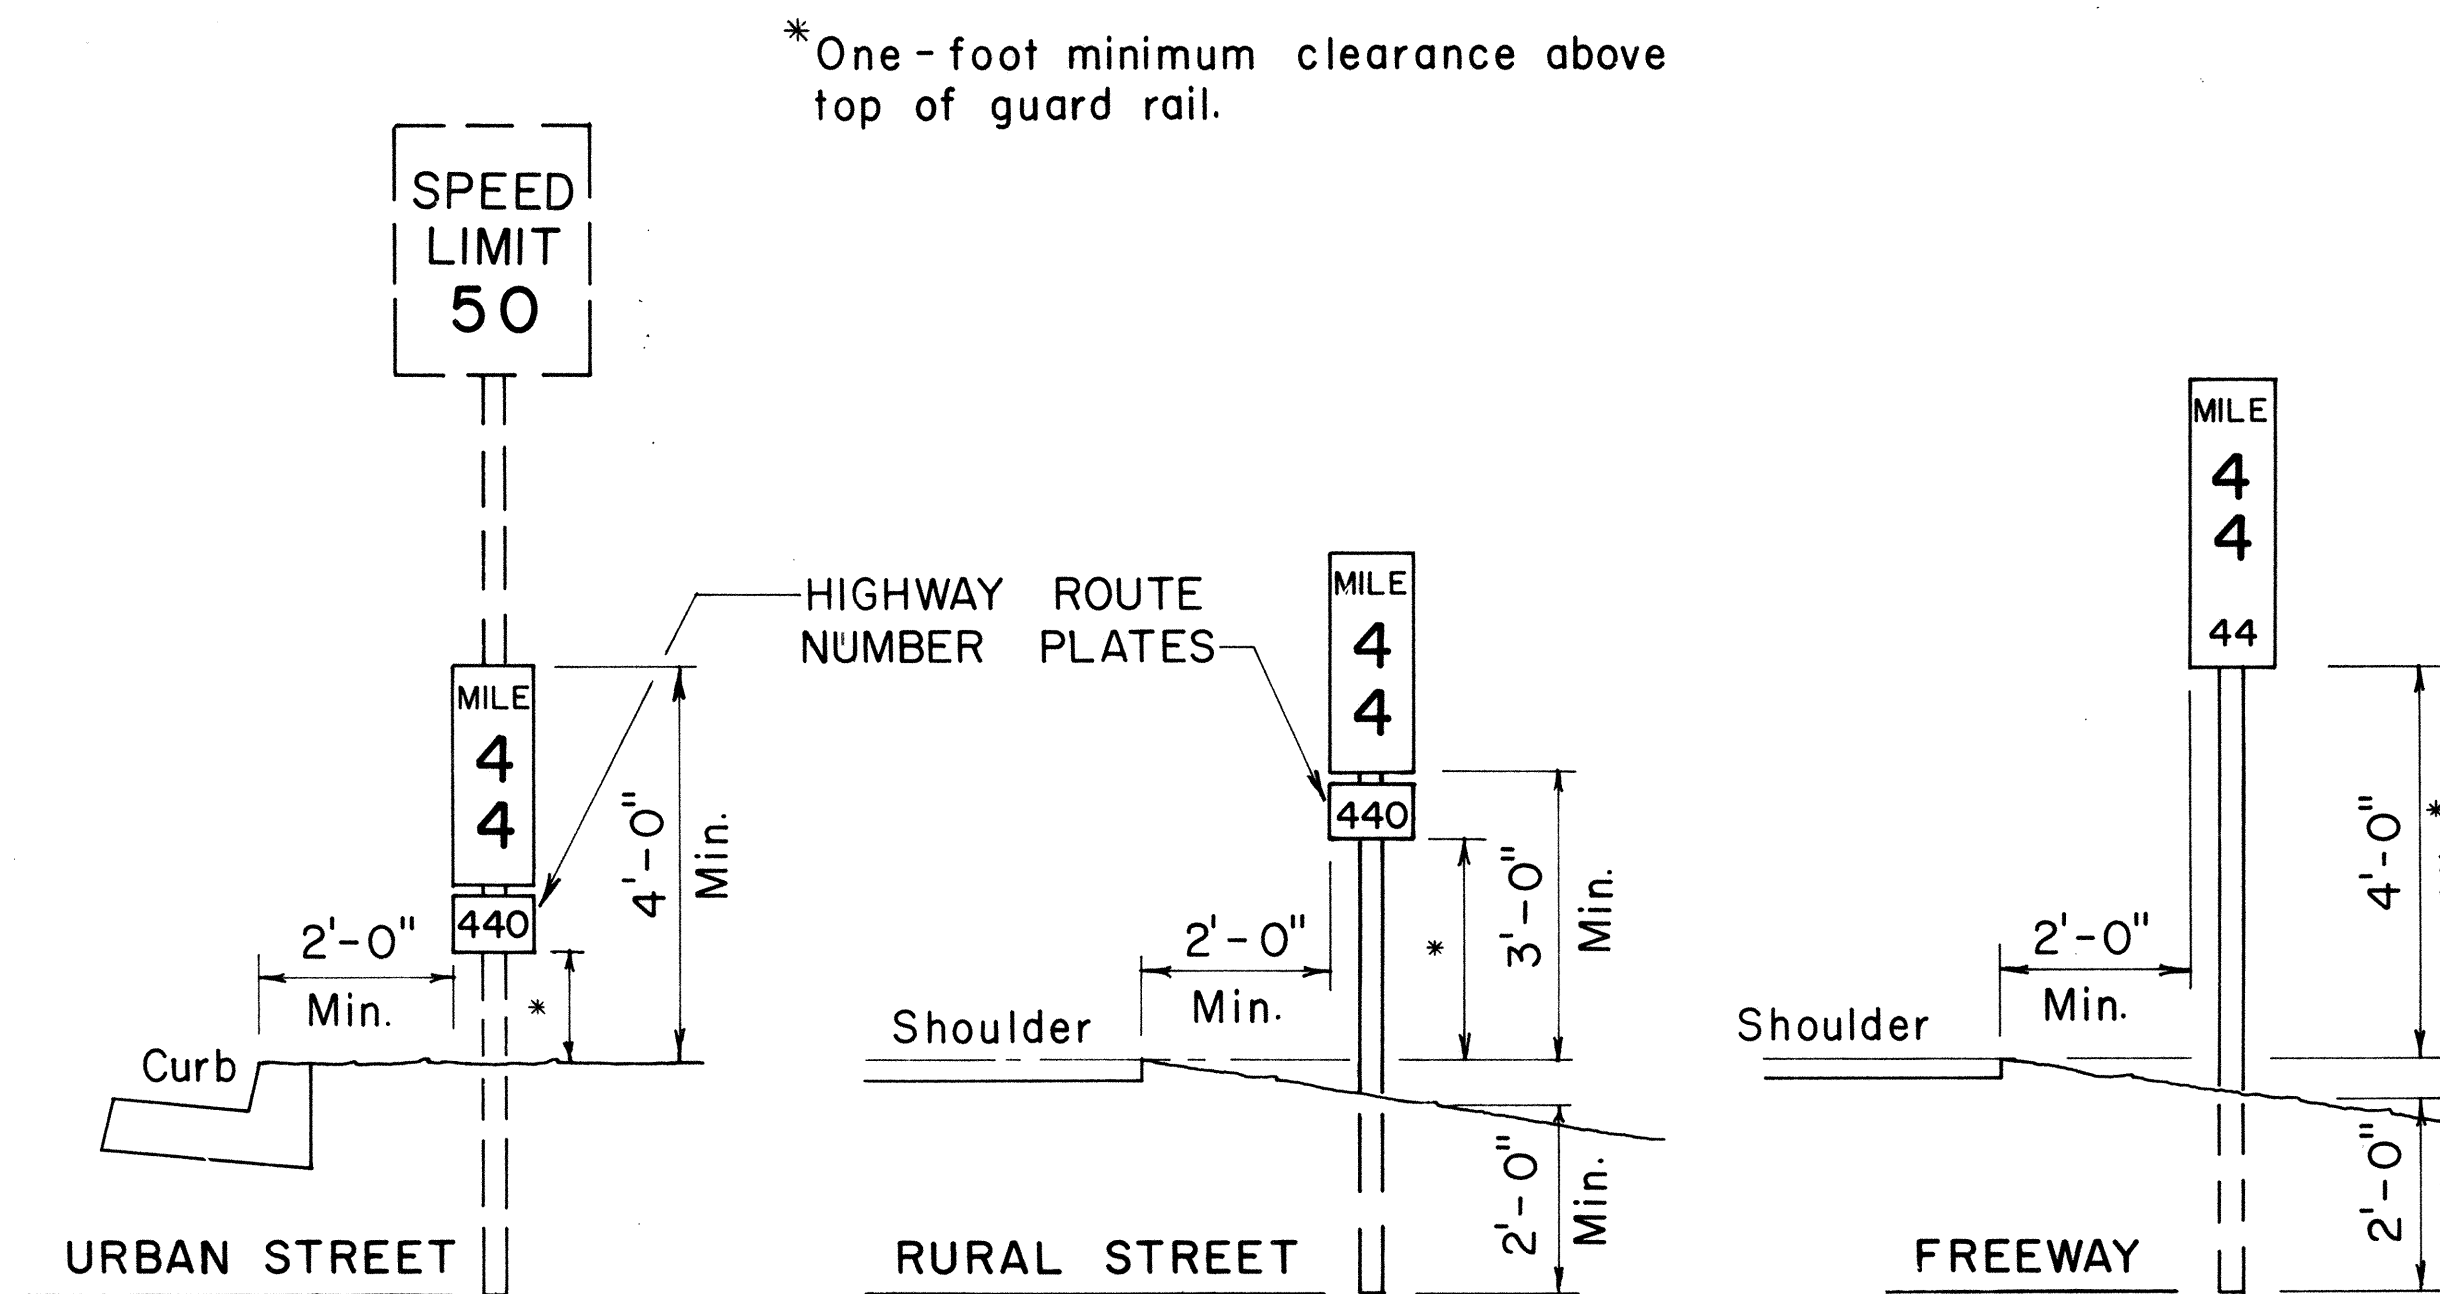 *One-foot minimum clearance above
top of guard rail.
SPEED
LIMIT
50
MILE
4
4
440
2'-0"
Min.
*
4'-0"
Min.
Curb
URBAN STREET
HIGHWAY ROUTE
NUMBER PLATES
MILE
4
4
440
2'-0"
Min.
*
3'-0"
Min.
Shoulder
2'-0"
Min.
RURAL STREET
MILE
4
4
44
2'-0"
Min.
4'-0"
*
Shoulder
2'-0"
FREEWAY